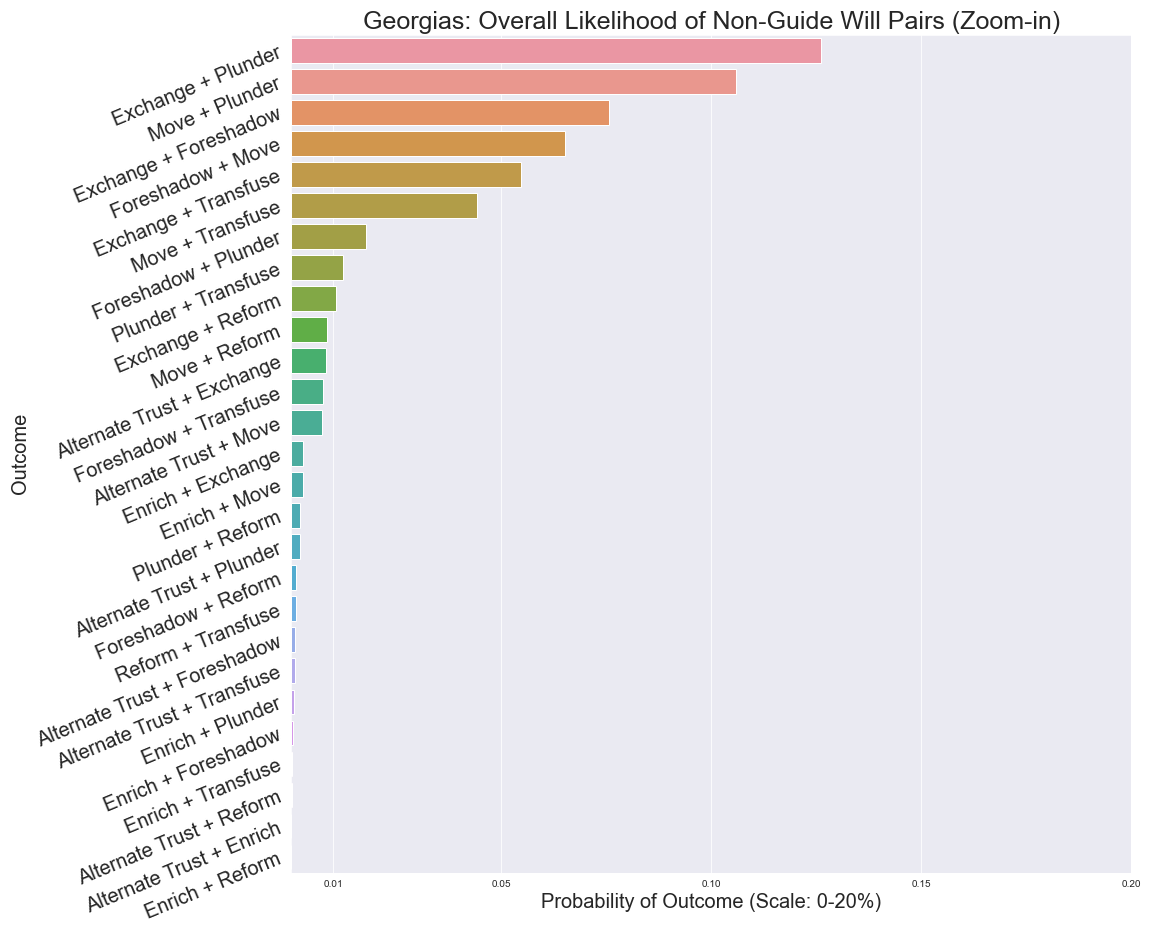 Georgias: Overall Likelihood of Non-Guide Will Pairs (Zoom-in)
Exchange + Plunder
Move + Plunder
Exchange + Foreshadow
Foreshadow + Move
Exchange + Transfuse
Move + Transfuse
Foreshadow + Plunder
Plunder + Transfuse
Exchange + Reform
Move + Reform
Alternate Trust + Exchange
Foreshadow + Transfuse
Alternate Trust + Move
Enrich + Exchange
Enrich + Move
Plunder + Reform
Alternate Trust + Plunder
Foreshadow + Reform
Reform + Transfuse
Alternate Trust + Foreshadow
Alternate Trust + Transfuse
Enrich + Plunder
Enrich + Foreshadow
Enrich + Transfuse
Alternate Trust + Reform
Alternate Trust + Enrich
Enrich + Reform
Outcome
0.01 0.05 0.10 0.15 0.20
Probability of Outcome (Scale: 0-20%)